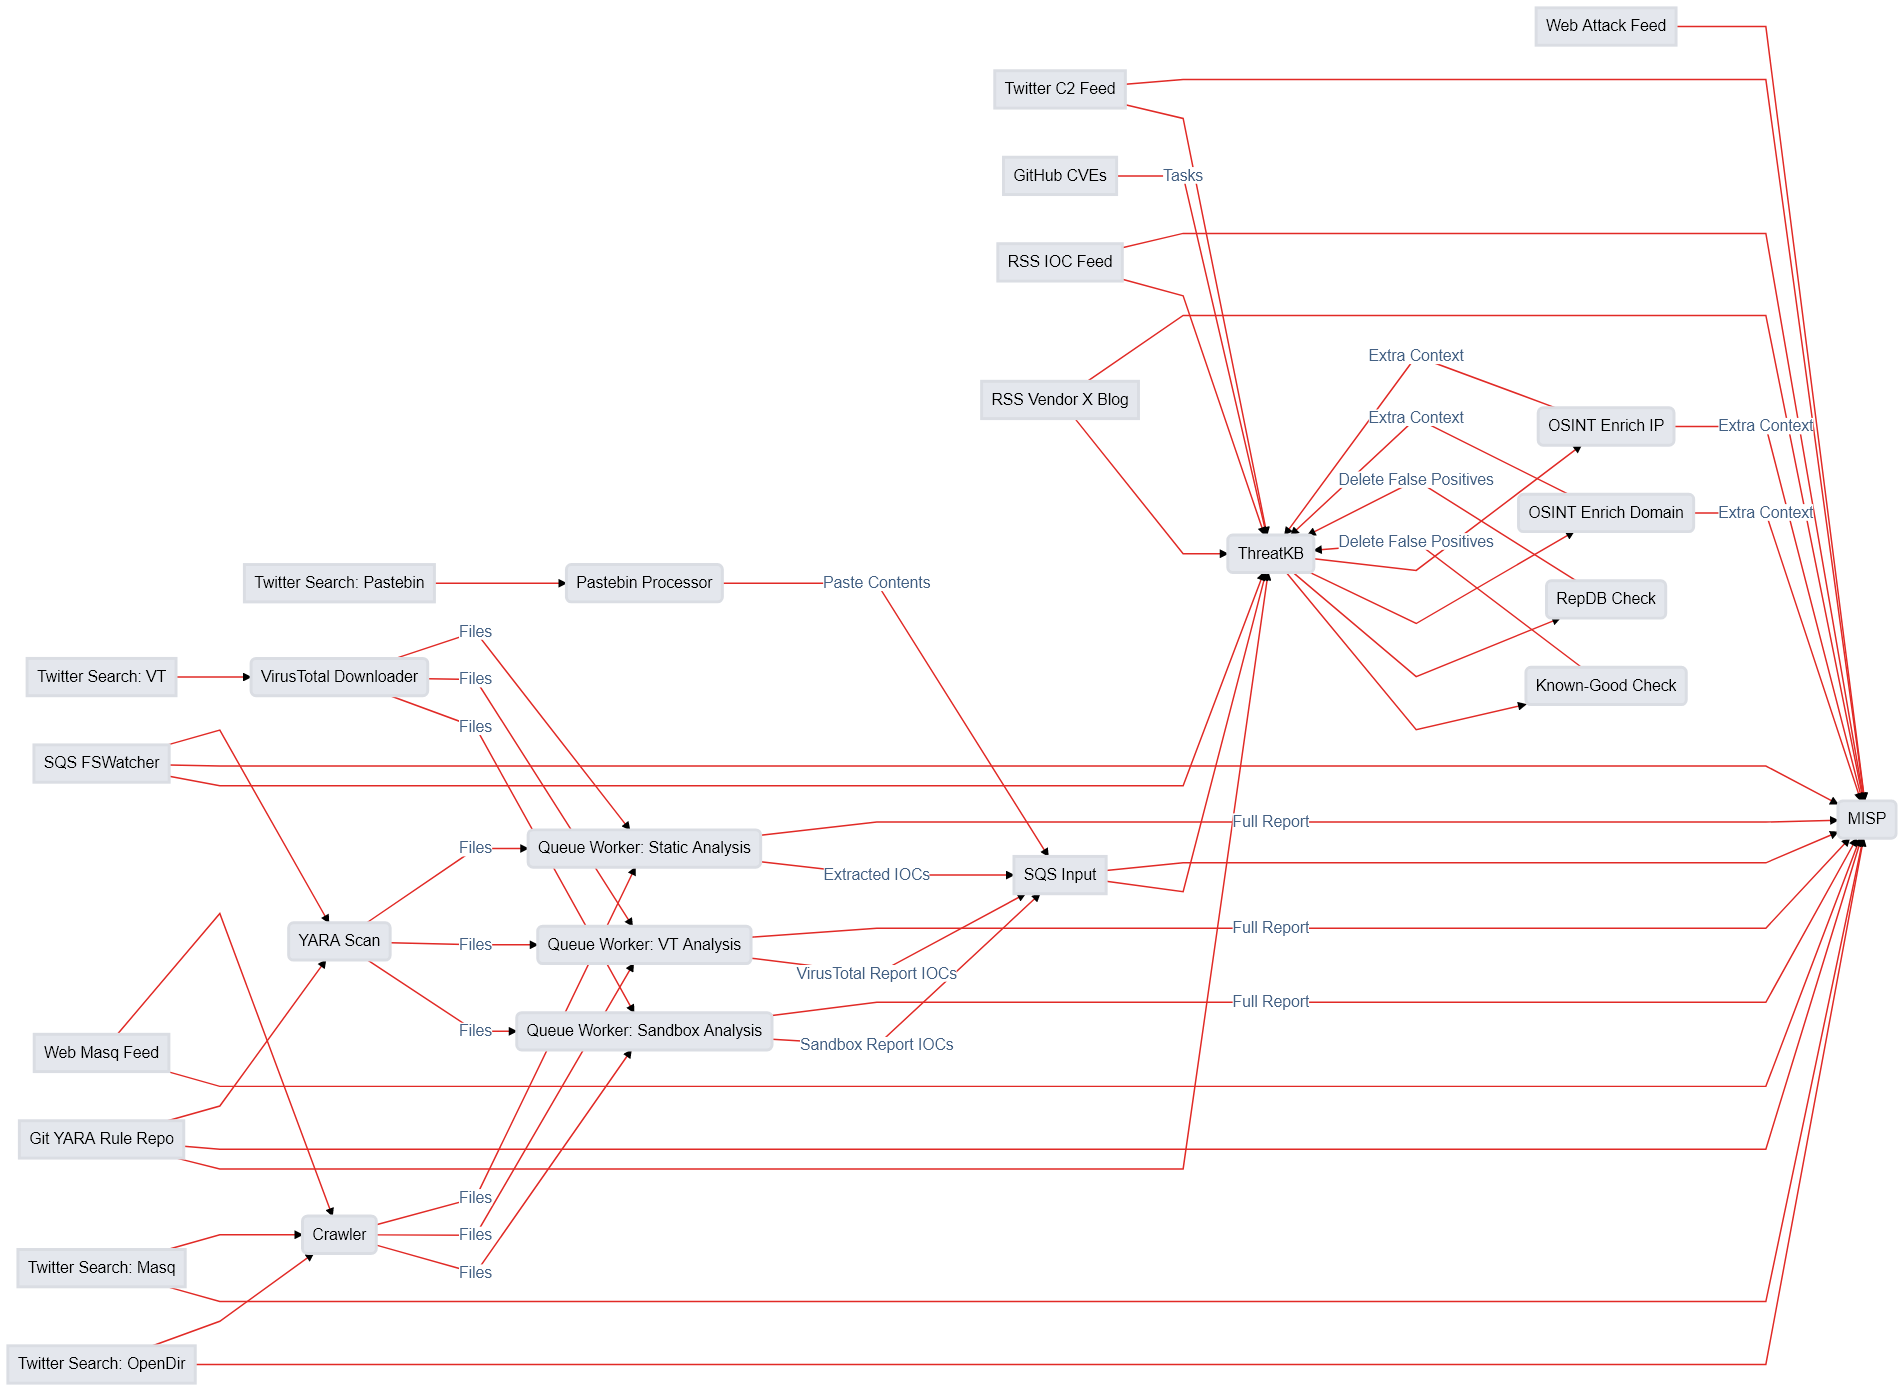 Web Attack Feed
Twitter C2 Feed
GitHub CVEs
Tasks
RSS IOC Feed
Extra Context
RSS Vendor X Blog
Extra Context
OSINT Enrich IP
Extra Context
Delete False Positives
OSINT Enrich Domain
Extra Context
Delete False Positives
ThreatKB
Twitter Search: Pastebin
Pastebin Processor
Paste Contents
RepDB Check
Files
Twitter Search: VT
VirusTotal Downloader
Files
Known-Good Check
Files
SQS FSWatcher
Full Report
MISP
Files
Queue Worker: Static Analysis
Extracted IOCs
SQS Input
Full Report
YARA Scan
Files
Queue Worker: VT Analysis
VirusTotal Report IOCs
Full Report
Files
Queue Worker: Sandbox Analysis
Sandbox Report IOCs
Web Masq Feed
Git YARA Rule Repo
Files
Crawler
Files
Twitter Search: Masq
Files
Twitter Search: OpenDir